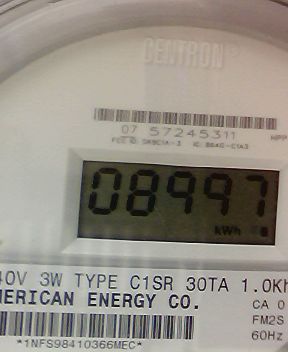 CENTRON®
07 57245311
08997
kWh
40V 3W TYPE C1SR 30TA 1.0Kh
MERICAN ENERGY CO.
CA 0
FM2S
60Hz
*1NFS98410366MEC*